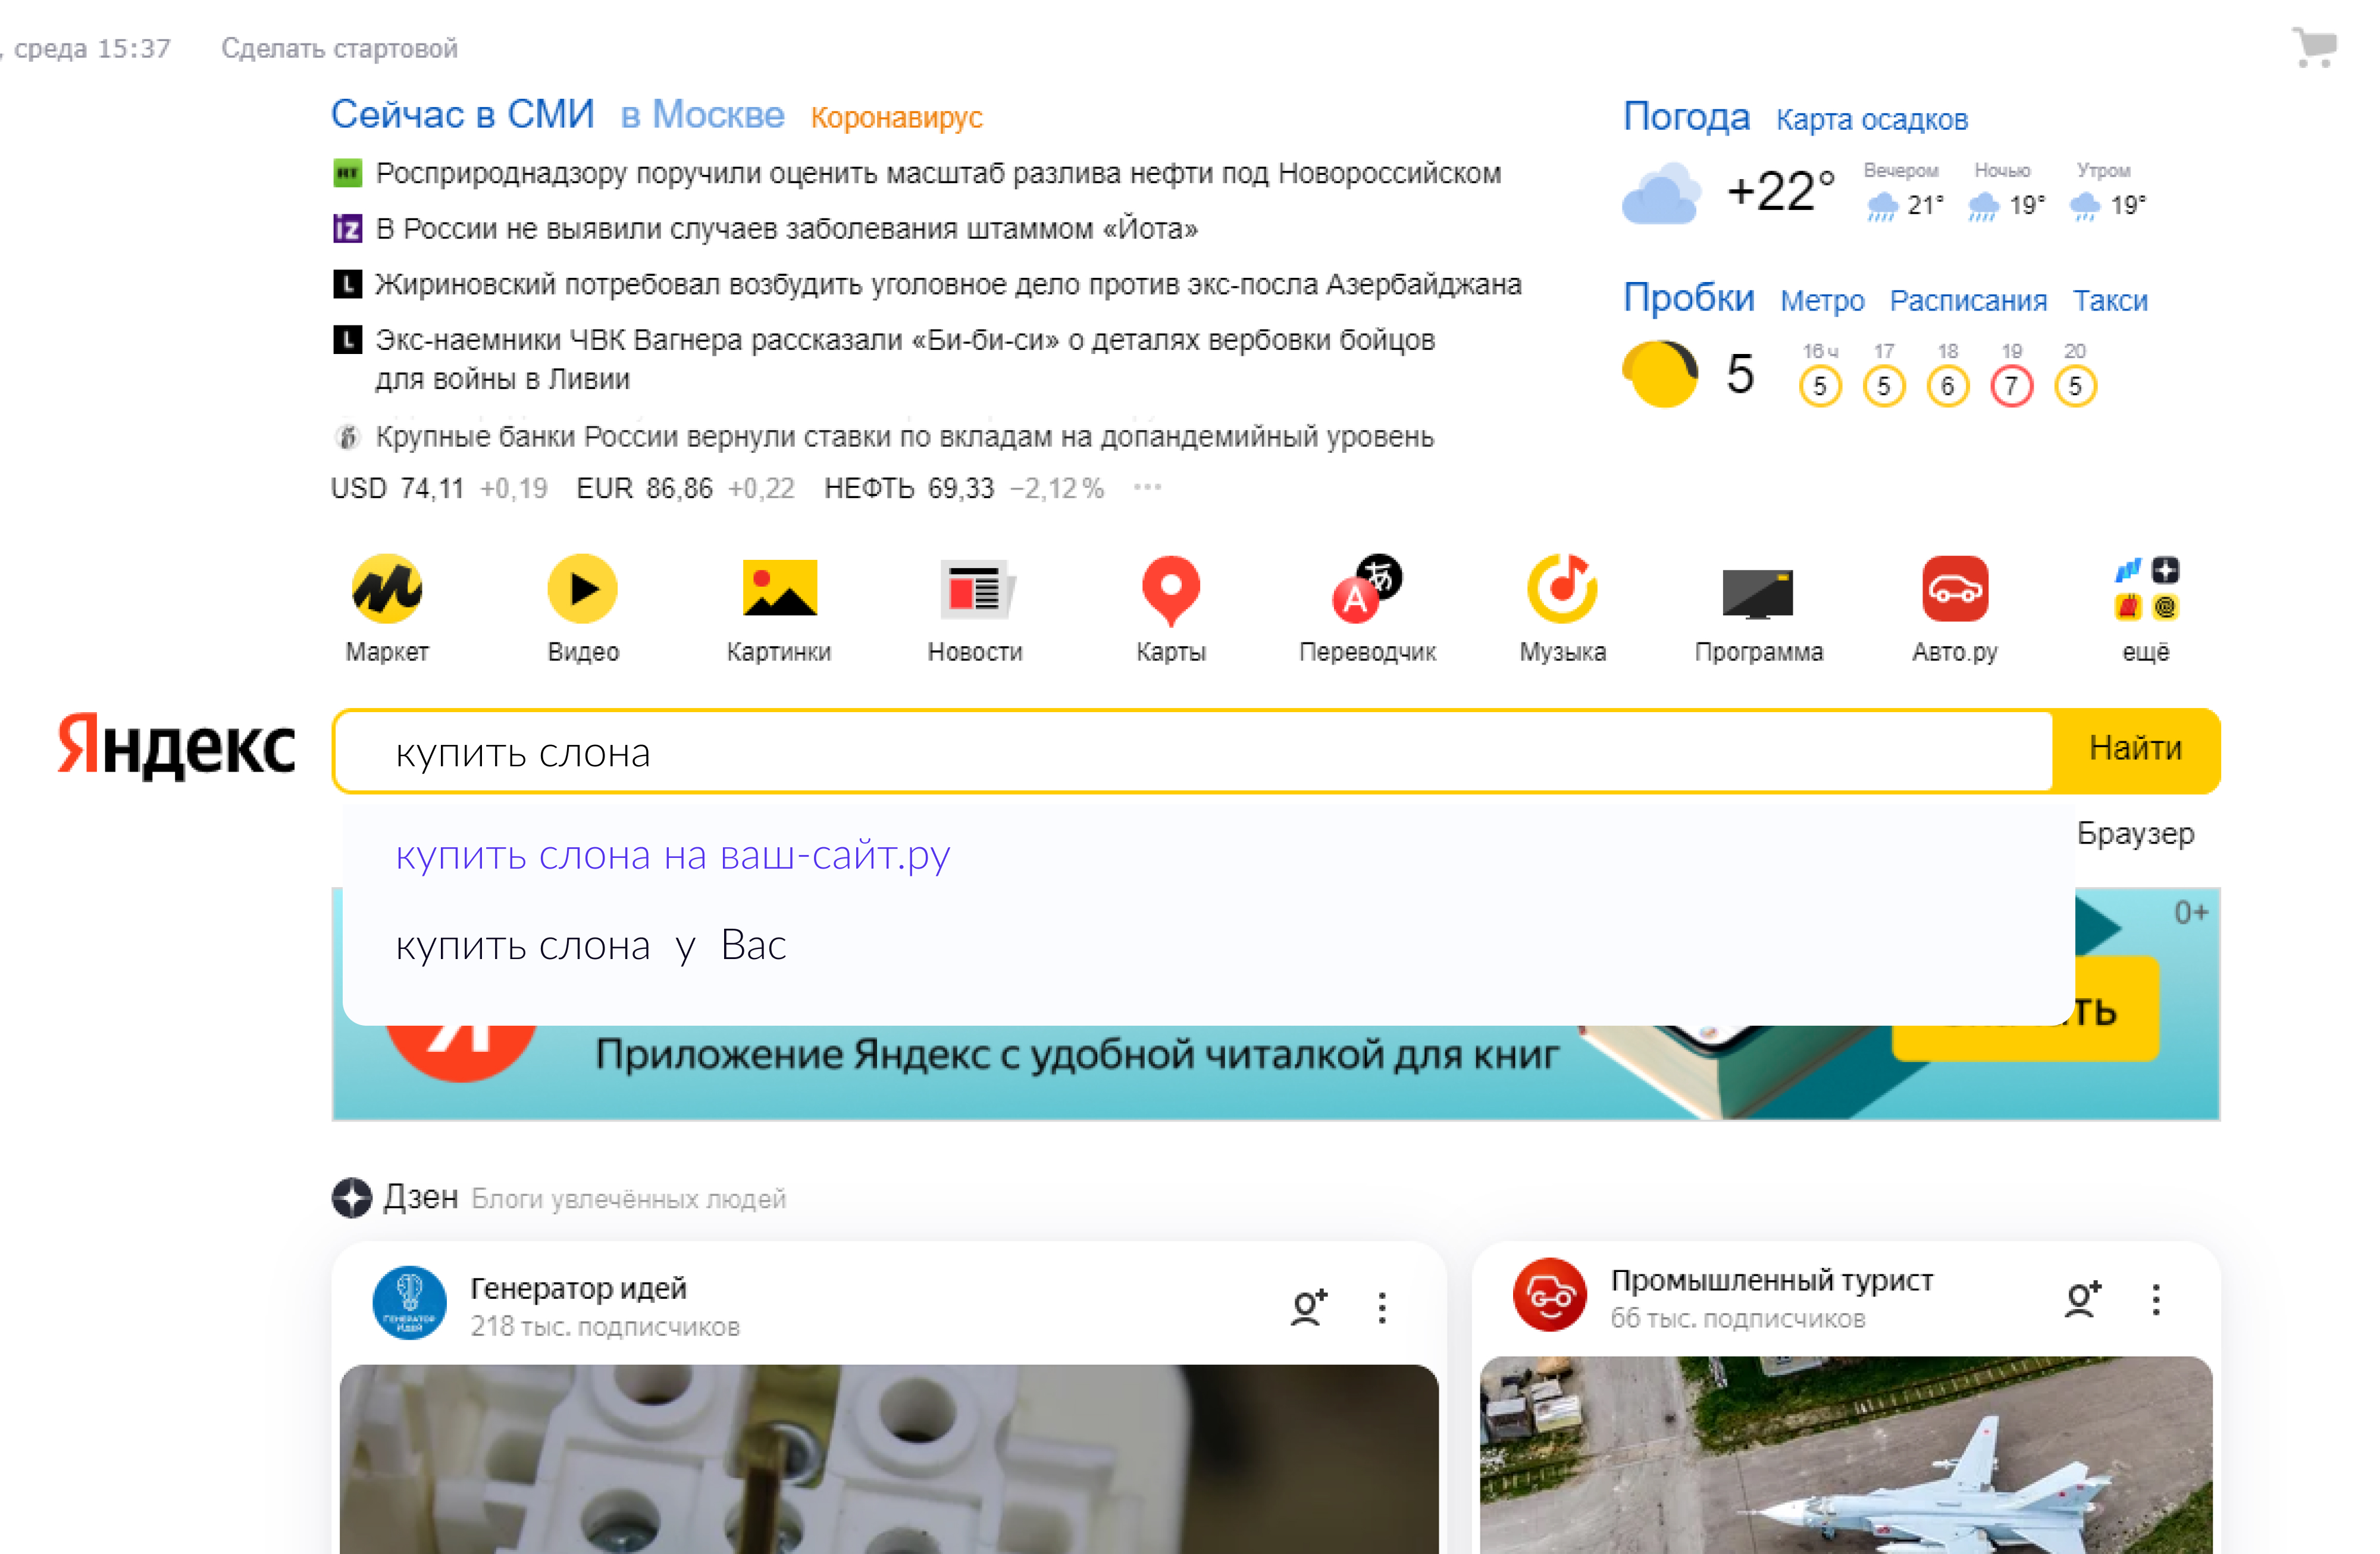 , среда 15:37 Сделать стартовой
Сейчас в СМИ в Москве Коронавирус
RT Росприроднадзору поручили оценить масштаб разлива нефти под Новороссийском
iz В России не выявили случаев заболевания штаммом «Йота»
L Жириновский потребовал возбудить уголовное дело против экс-посла Азербайджана
L Экс-наемники ЧВК Вагнера рассказали «Би-би-си» о деталях вербовки бойцов
для войны в Ливии
Крупные банки России вернули ставки по вкладам на допандемийный уровень
USD 74,11 +0,19 EUR 86,86 +0,22 НЕФТЬ 69,33 −2,12 % ···
Погода Карта осадков
+22° Вечером 21° Ночью 19° Утром 19°
Пробки Метро Расписания Такси
16 ч 17 18 19 20
5 5 5 6 7 5
Маркет Видео Картинки Новости Карты Переводчик Музыка Программа Авто.ру ещё
Яндекс купить слона Найти
Браузер
купить слона на ваш-сайт.ру
купить слона у Вас
0+
ть
Приложение Яндекс с удобной читалкой для книг
Дзен Блоги увлечённых людей
Генератор идей
218 тыс. подписчиков
ГЕНЕРАТОР
ИДЕЙ
Промышленный турист
66 тыс. подписчиков